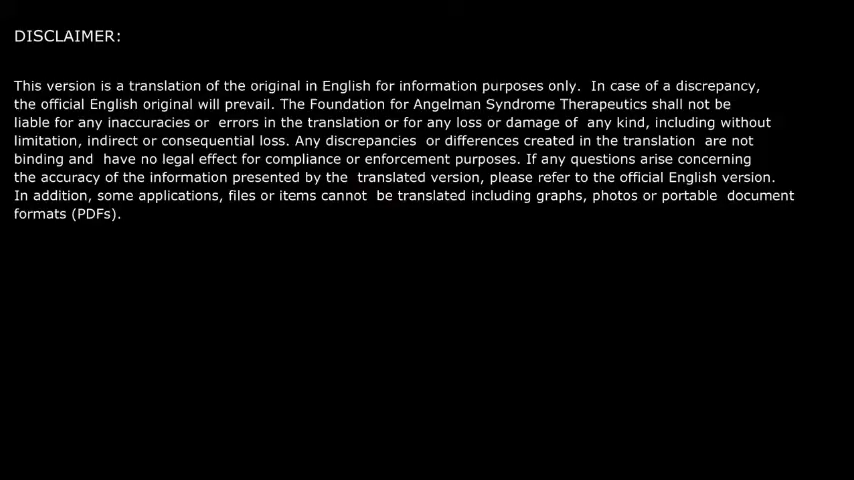 DISCLAIMER:
This version is a translation of the original in English for information purposes only.  In case of a discrepancy,
the official English original will prevail. The Foundation for Angelman Syndrome Therapeutics shall not be
liable for any inaccuracies or  errors in the translation or for any loss or damage of  any kind, including without
limitation, indirect or consequential loss. Any discrepancies  or differences created in the translation  are not
binding and  have no legal effect for compliance or enforcement purposes. If any questions arise concerning
the accuracy of the information presented by the  translated version, please refer to the official English version.
In addition, some applications, files or items cannot  be translated including graphs, photos or portable  document
formats (PDFs).